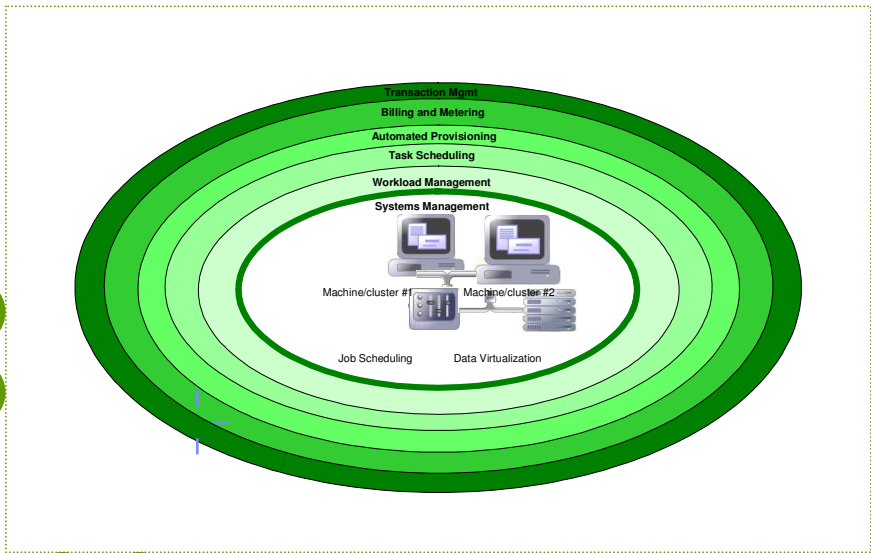 Transaction Mgmt
Billing and Metering
Automated Provisioning
Task Scheduling
Workload Management
Systems Management
Machine/cluster #1
Machine/cluster #2
Job Scheduling
Data Virtualization